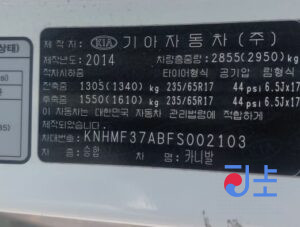 상태)
제작자: KIA 기아자동차(주)
제작년도: 2014 차량총중량: 2855(2950) kg
적차시하중 타이어형식 공기압 림형식
전축중 1305(1340) kg 235/65R17 44 psi 6.5Jx17
후축중 1550(1610) kg 235/65R17 44 psi 6.5Jx17
이 자동차는 대한민국 자동차 관리법령에 적합하게
제작되었습니다.
차대번호: KNHMF37ABFS002103
차종: 승합 차명: 카니발